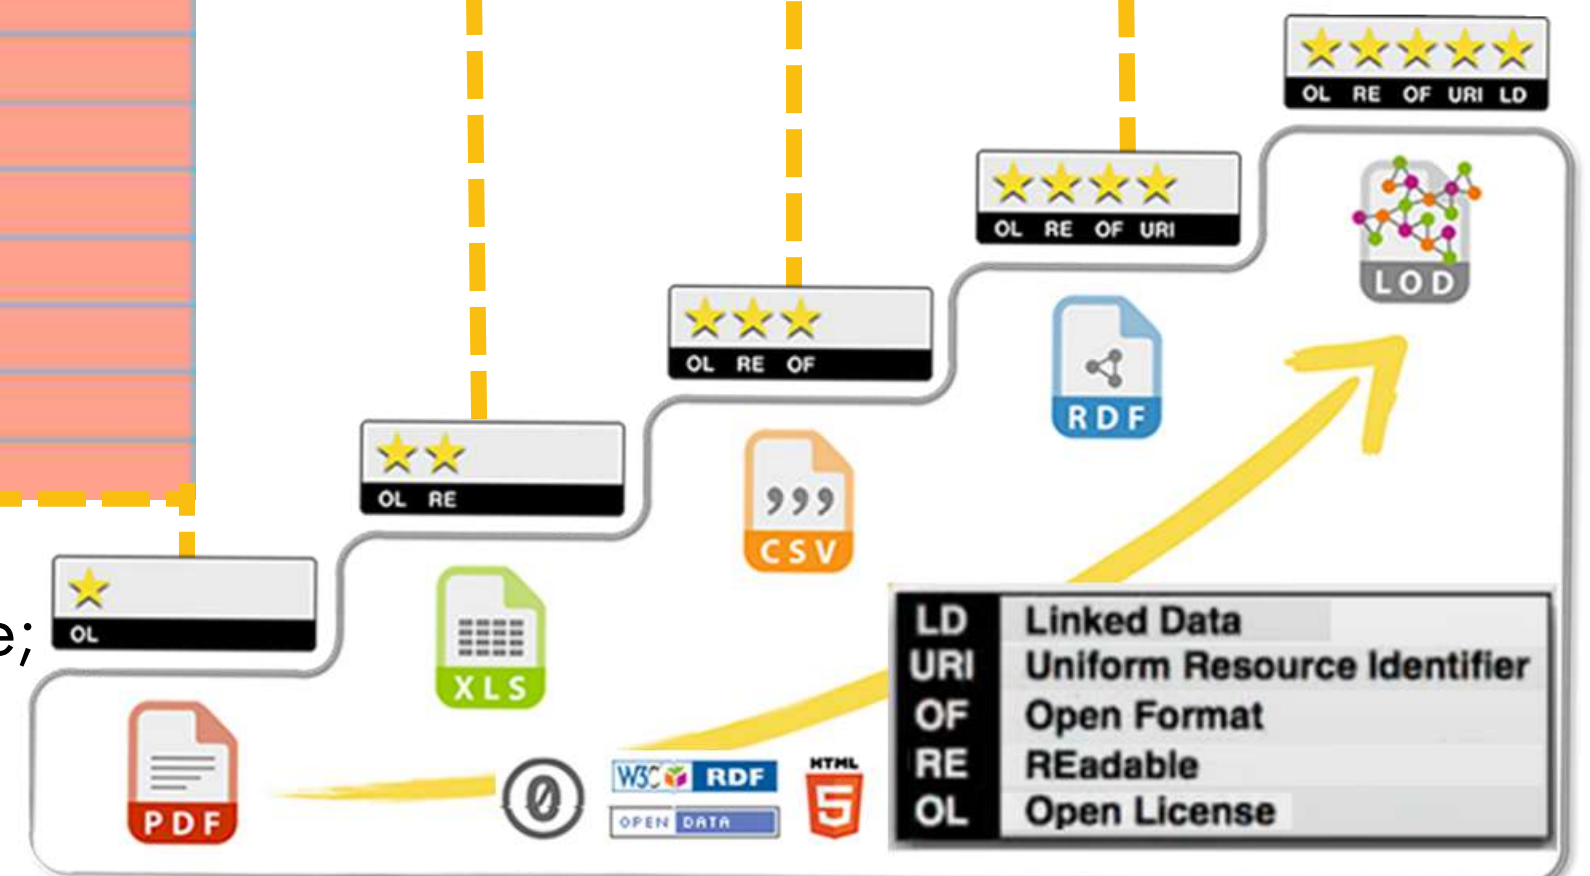 OL RE OF URI LD
LOD
OL RE OF URI
RDF
OL RE OF
,,,
CSV
OL RE
XLS
OL
e;
PDF
0
W3C RDF
OPEN DATA
HTML
5
LD Linked Data
URI Uniform Resource Identifier
OF Open Format
RE REadable
OL Open License